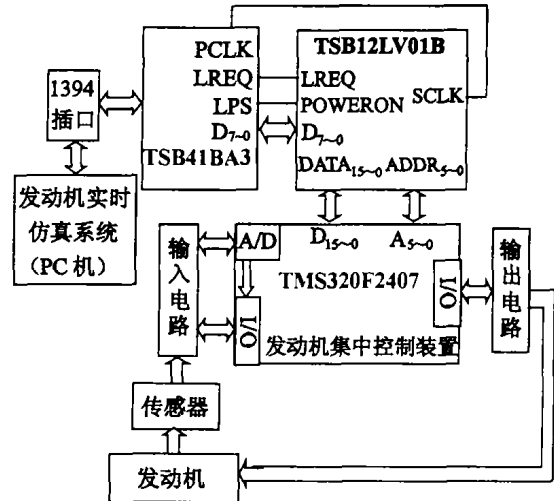 PCLK
LREQ
LPS
D7~0
TSB41BA3
TSB12LV01B
LREQ
POWERON
SCLK
D7~0
DATA15~0 ADDR5~0
1394
插口
发动机实时
仿真系统
(PC 机)
输入电路
A/D
D15~0 A5~0
TMS320F2407
I/O
I/O
发动机集中控制装置
输出电路
传感器
发动机